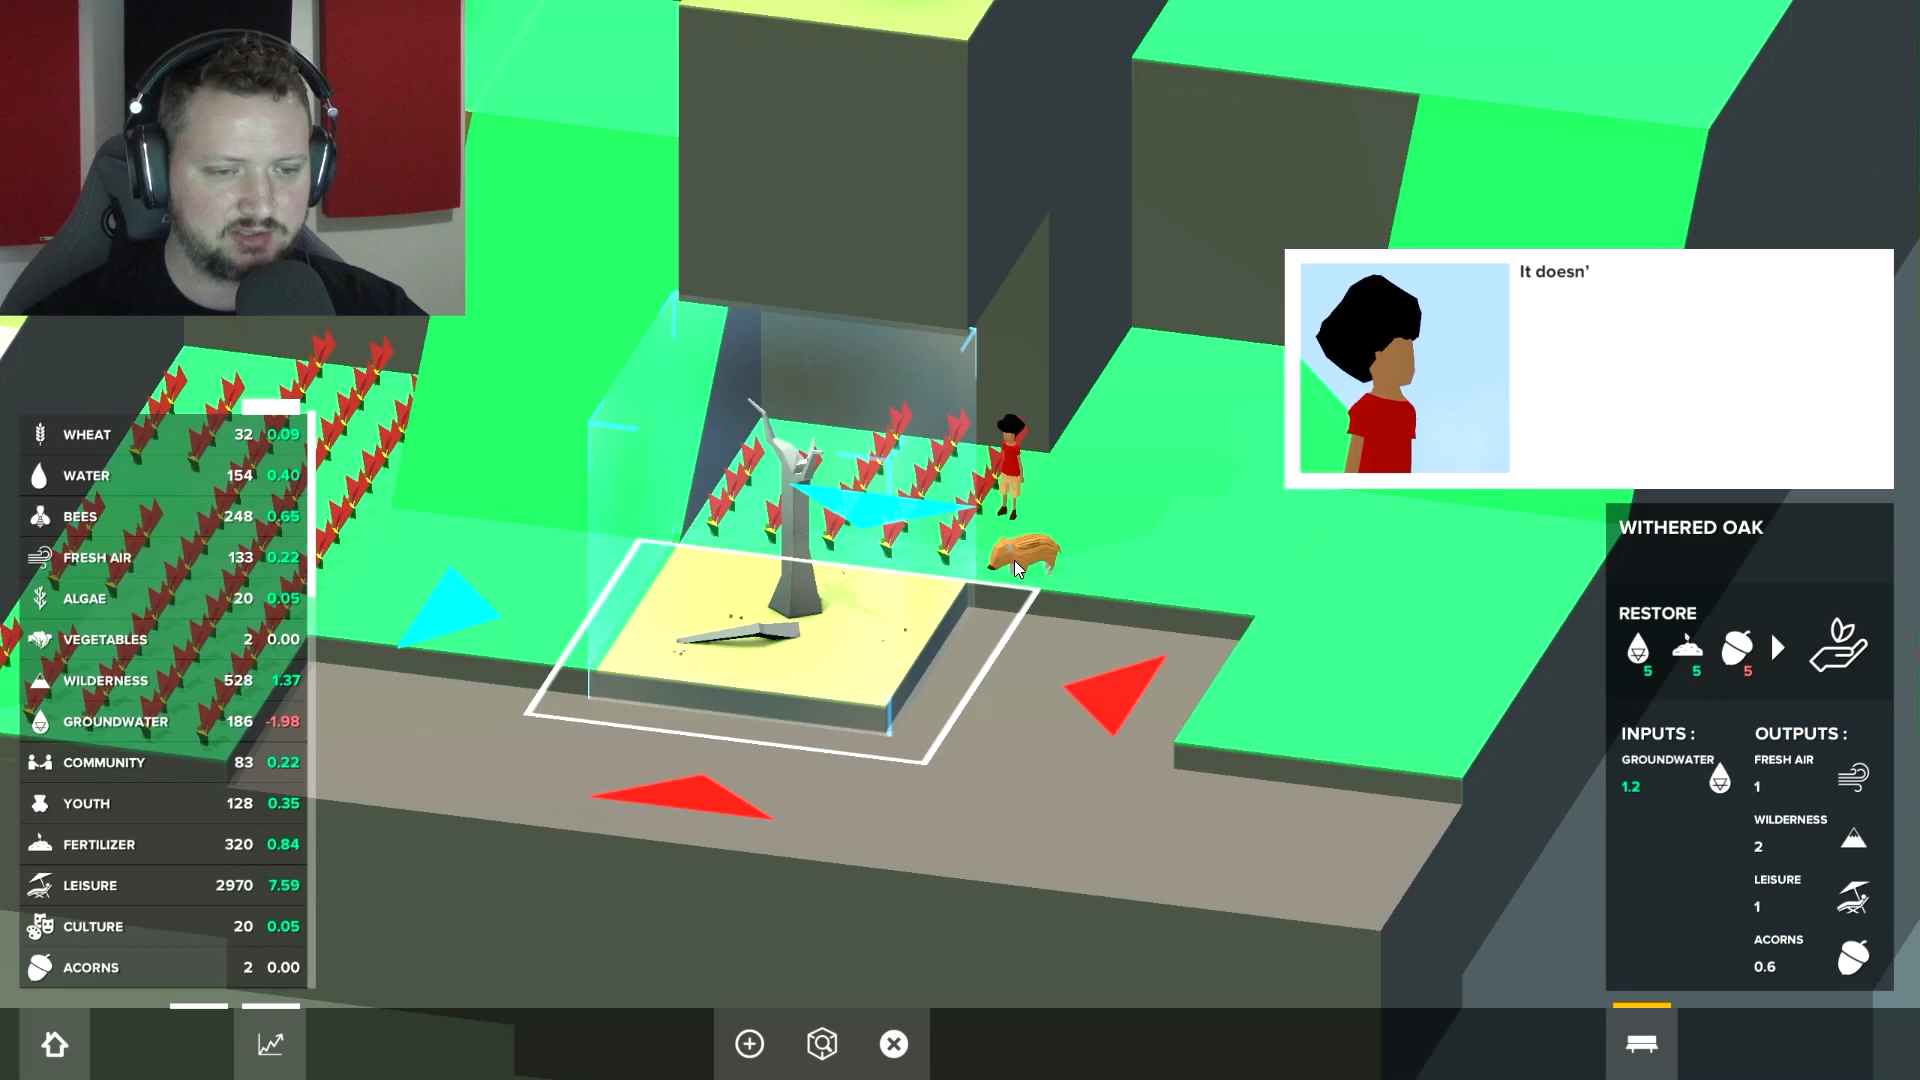 It doesn'
WHEAT 32 0.09
WATER 154 0.40
BEES 248 0.65
FRESH AIR 133 0.22
ALGAE 20 0.05
VEGETABLES 2 0.00
WILDERNESS 528 1.37
GROUNDWATER 186 -1.98
COMMUNITY 83 0.22
YOUTH 128 0.35
FERTILIZER 320 0.84
LEISURE 2970 7.59
CULTURE 20 0.05
ACORNS 2 0.00
WITHERED OAK
RESTORE
5 5 5
INPUTS :
GROUNDWATER
1.2
OUTPUTS :
FRESH AIR
1
WILDERNESS
2
LEISURE
1
ACORNS
0.6